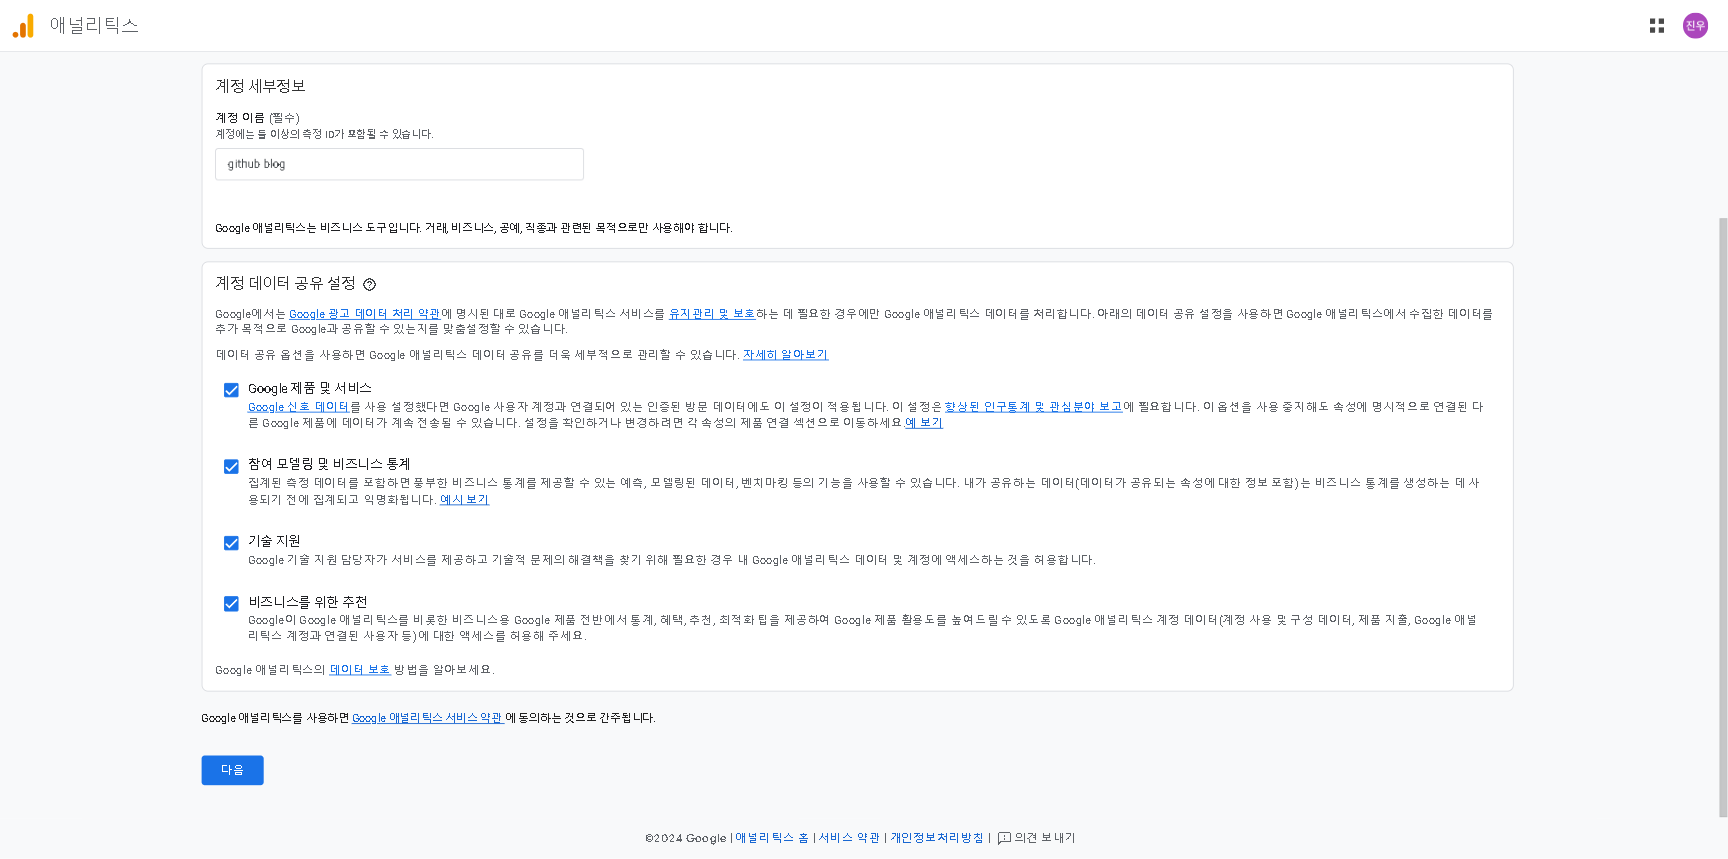 애널리틱스
진우
계정 세부정보
계정 이름 (필수)
계정에는 둘 이상의 측정 ID가 포함될 수 있습니다.
github blog
Google 애널리틱스는 비즈니스 도구입니다. 거래, 비즈니스, 공예, 직종과 관련된 목적으로만 사용해야 합니다.
계정 데이터 공유 설정
Google에서는 Google 광고 데이터 처리 약관에 명시된 대로 Google 애널리틱스 서비스를 유지관리 및 보호하는 데 필요한 경우에만 Google 애널리틱스 데이터를 처리합니다. 아래의 데이터 공유 설정을 사용하면 Google 애널리틱스에서 수집한 데이터를
추가 목적으로 Google과 공유할 수 있는지를 맞춤설정할 수 있습니다.
데이터 공유 옵션을 사용하면 Google 애널리틱스 데이터 공유를 더욱 세부적으로 관리할 수 있습니다. 자세히 알아보기
Google 제품 및 서비스
Google 신호 데이터를 사용 설정했다면 Google 사용자 계정과 연결되어 있는 인증된 방문 데이터에도 이 설정이 적용됩니다. 이 설정은 향상된 인구통계 및 관심분야 보고에 필요합니다. 이 옵션을 사용 중지해도 속성에 명시적으로 연결된 다
른 Google 제품에 데이터가 계속 전송될 수 있습니다. 설정을 확인하거나 변경하려면 각 속성의 제품 연결 섹션으로 이동하세요.예 보기
참여 모델링 및 비즈니스 통계
집계된 측정 데이터를 포함하면 풍부한 비즈니스 통계를 제공할 수 있는 예측, 모델링된 데이터, 벤치마킹 등의 기능을 사용할 수 있습니다. 내가 공유하는 데이터(데이터가 공유되는 속성에 대한 정보 포함)는 비즈니스 통계를 생성하는 데 사
용되기 전에 집계되고 익명화됩니다. 예시 보기
기술 지원
Google 기술 지원 담당자가 서비스를 제공하고 기술적 문제의 해결책을 찾기 위해 필요한 경우 내 Google 애널리틱스 데이터 및 계정에 액세스하는 것을 허용합니다.
비즈니스를 위한 추천
Google이 Google 애널리틱스를 비롯한 비즈니스용 Google 제품 전반에서 통계, 혜택, 추천, 최적화 팁을 제공하여 Google 제품 활용도를 높여드릴 수 있도록 Google 애널리틱스 계정 데이터(계정 사용 및 구성 데이터, 제품 지출, Google 애널
리틱스 계정과 연결된 사용자 등)에 대한 액세스를 허용해 주세요.
Google 애널리틱스의 데이터 보호 방법을 알아보세요.
Google 애널리틱스를 사용하면 Google 애널리틱스 서비스 약관 에 동의하는 것으로 간주됩니다.
다음
©2024 Google | 애널리틱스 홈 | 서비스 약관 | 개인정보처리방침 | 의견 보내기